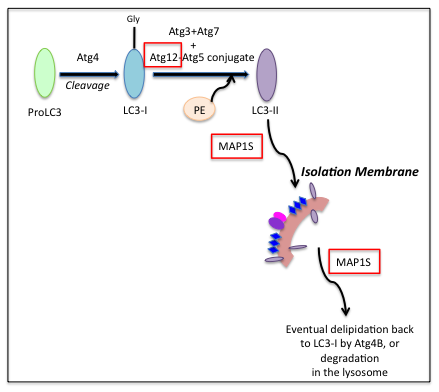 Gly
Atg3+Atg7
+
Atg4
Atg12-Atg5 conjugate
Cleavage
PE
ProLC3
LC3-I
LC3-II
MAP1S
Isolation Membrane
MAP1S
Eventual delipidation back
to LC3-I by Atg4B, or
degradation
in the lysosome